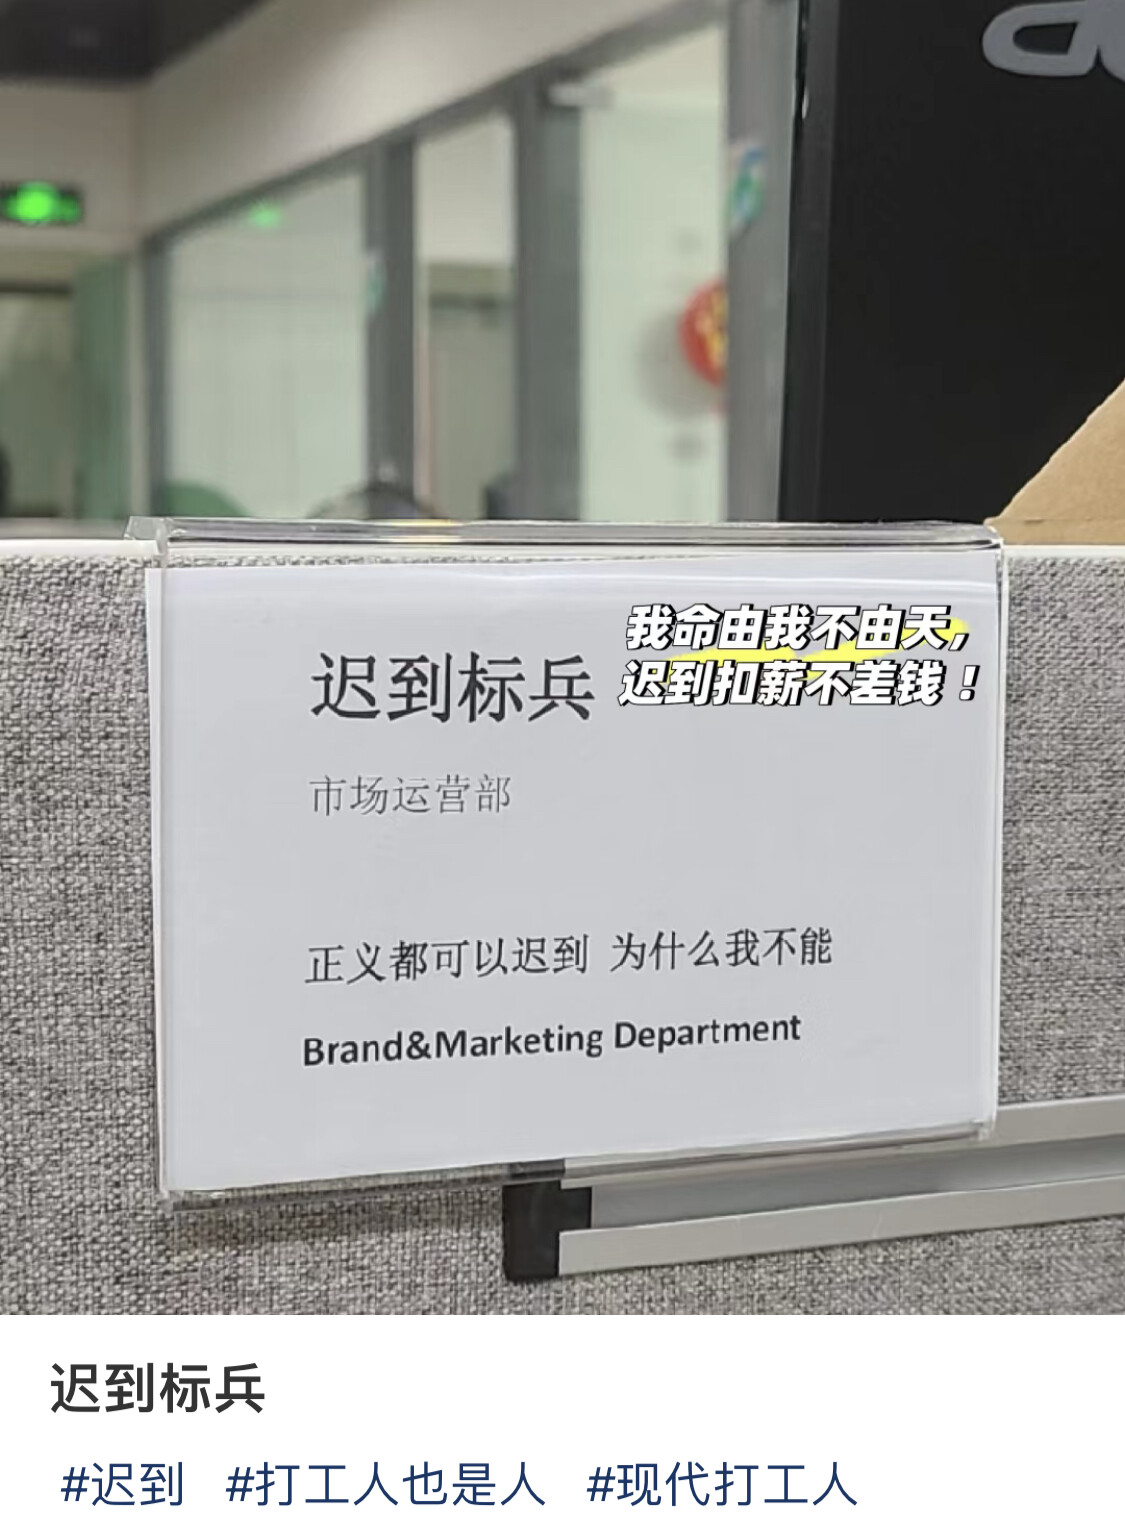 我命由我不由天，
迟到扣薪不差钱！
迟到标兵
市场运营部
正义都可以迟到 为什么我不能
Brand&Marketing Department
迟到标兵
#迟到 #打工人也是人 #现代打工人